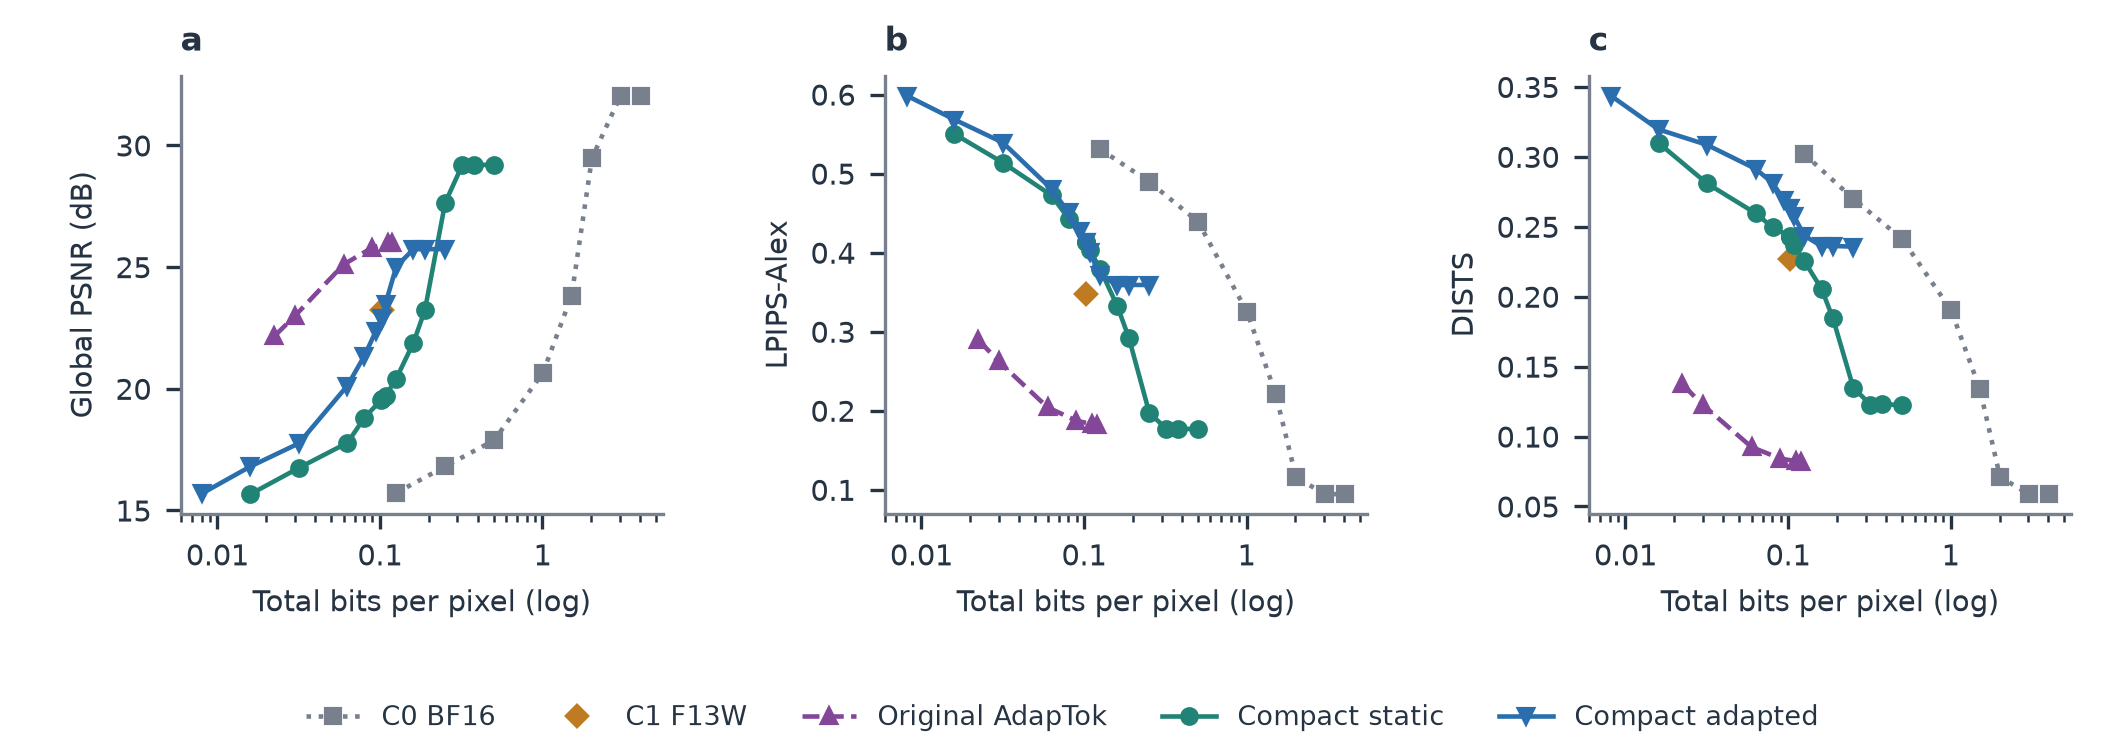 a
Global PSNR (dB)
30
25
20
15
0.01 0.1 1
Total bits per pixel (log)
b
LPIPS-Alex
0.6
0.5
0.4
0.3
0.2
0.1
0.01 0.1 1
Total bits per pixel (log)
c
DISTS
0.35
0.30
0.25
0.20
0.15
0.10
0.05
0.01 0.1 1
Total bits per pixel (log)
C0 BF16 C1 F13W Original AdapTok Compact static Compact adapted